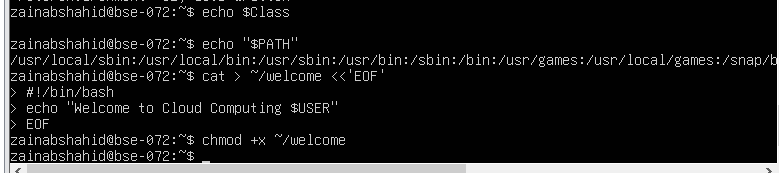 zainabshahid@bse-072:~$ echo $Class
zainabshahid@bse-072:~$ echo "$PATH"
/usr/local/sbin:/usr/local/bin:/usr/sbin:/usr/bin:/sbin:/bin:/usr/games:/usr/local/games:/snap/b
zainabshahid@bse-072:~$ cat > ~/welcome <<'EOF'
> #!/bin/bash
> echo "Welcome to Cloud Computing $USER"
> EOF
zainabshahid@bse-072:~$ chmod +x ~/welcome
zainabshahid@bse-072:~$ _